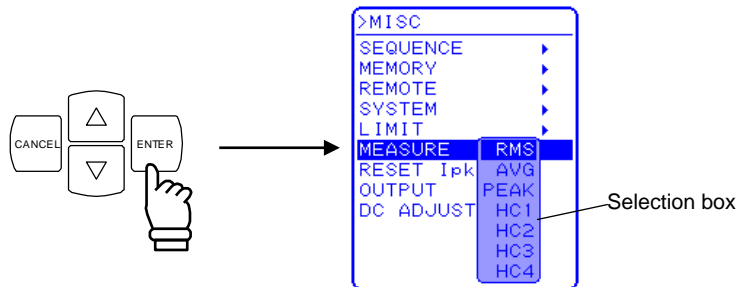 CANCEL
ENTER
>MISC
SEQUENCE
MEMORY
REMOTE
SYSTEM
LIMIT
MEASURE RMS
RESET Ipk AVG
OUTPUT PEAK
DC ADJUST HC1
HC2
HC3
HC4
Selection box